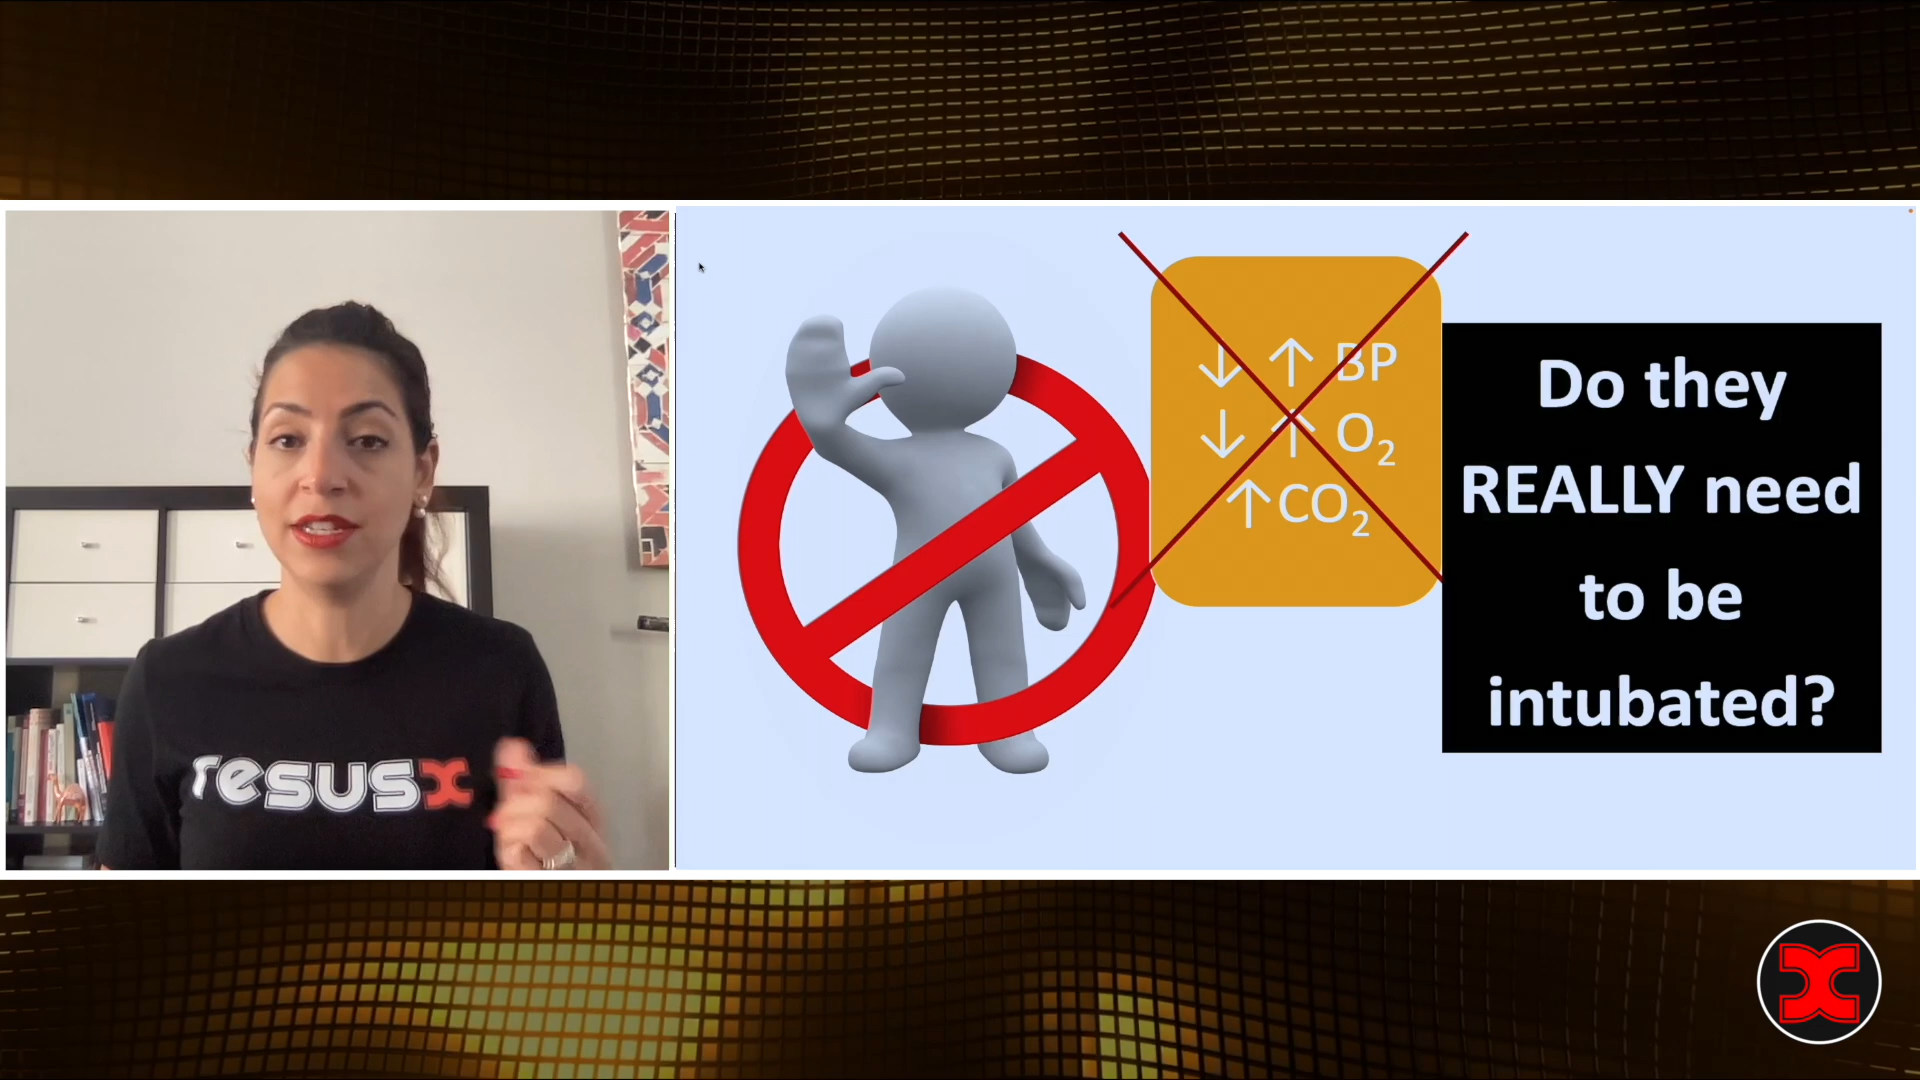 resusx
↓ ↑ BP
↓ ↑ O₂
↑CO₂
Do they
REALLY need
to be
intubated?
X